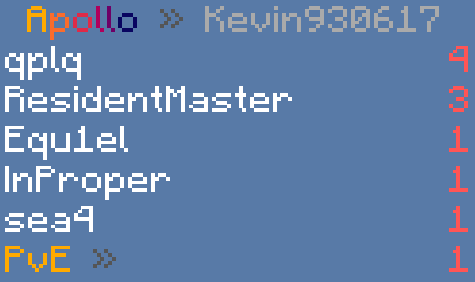 Apollo » Kevin930617
qplq 4
ResidentMaster 3
Equ1el 1
InProper 1
sea9 1
PvE » 1